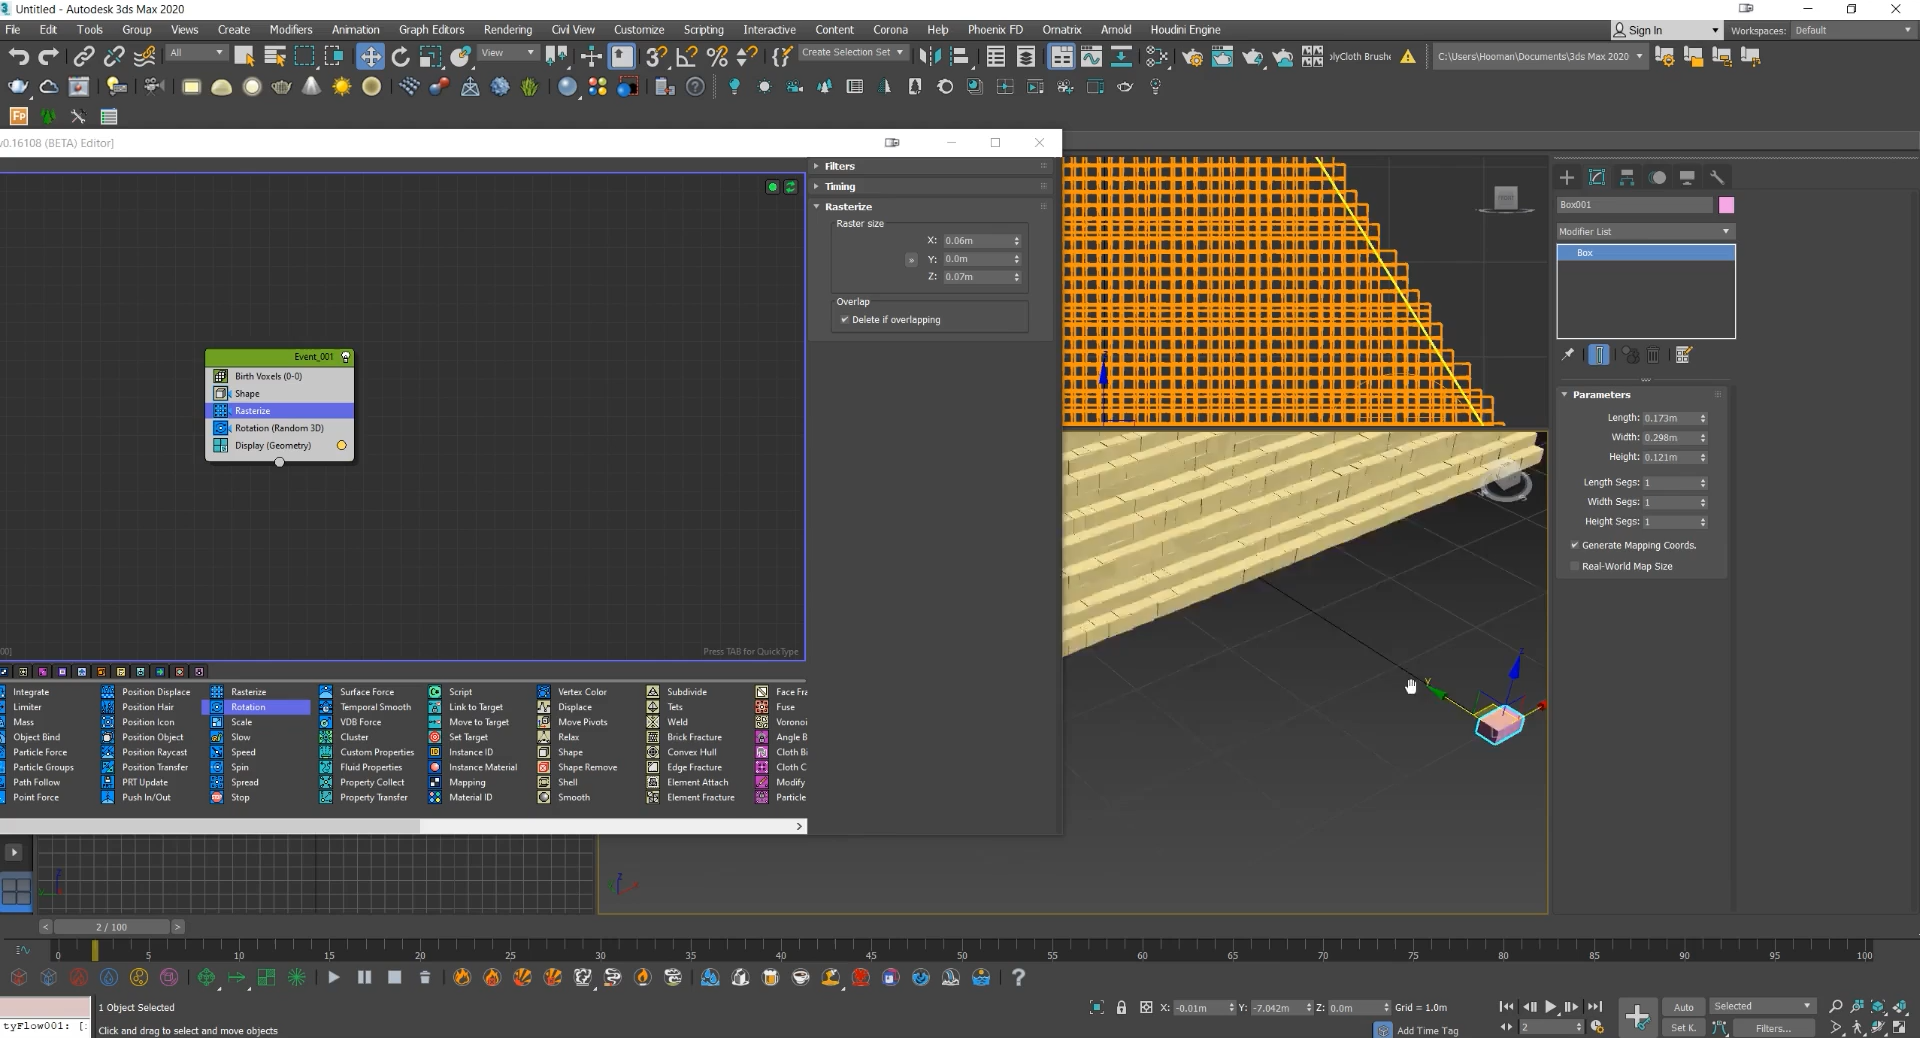 Untitled - Autodesk 3ds Max 2020
File Edit Tools Group Views Create Modifiers Animation Graph Editors Rendering Civil View Customize Scripting Interactive Content Corona Help Phoenix FD Ornatrix Arnold Houdini Engine
Sign In Workspaces: Default
All View Create Selection Set lyCloth Brush C:\Users\Hooman\Documents\3ds Max 2020
Fp
v0.16108 (BETA) Editor]
Filters
Timing
Rasterize
Raster size
X: 0.06m
Y: 0.0m
Z: 0.07m
Overlap
Delete if overlapping
Event_001
Birth Voxels (0-0)
Shape
Rasterize
Rotation (Random 3D)
Display (Geometry)
00]
Press TAB for QuickType
Integrate Position Displace Rasterize Surface Force Script Vertex Color Subdivide Face Fra
Limiter Position Hair Rotation Temporal Smooth Link to Target Displace Tets Fuse
Mass Position Icon Scale VDB Force Move to Target Move Pivots Weld Voronoi
Object Bind Position Object Slow Cluster Set Target Relax Brick Fracture Angle B
Particle Force Position Raycast Speed Custom Properties Instance ID Shape Convex Hull Cloth Bi
Particle Groups Position Transfer Spin Fluid Properties Instance Material Shape Remove Edge Fracture Cloth C
Path Follow PRT Update Spread Property Collect Mapping Shell Element Attach Modify
Point Force Push In/Out Stop Property Transfer Material ID Smooth Element Fracture Particle
FRONT
Box001
Modifier List
Box
Parameters
Length: 0.173m
Width: 0.298m
Height: 0.121m
Length Segs: 1
Width Segs: 1
Height Segs: 1
Generate Mapping Coords.
Real-World Map Size
< 2 / 100 >
0 5 10 15 20 25 30 35 40 45 50 55 60 65 70 75 80 85 90 95 100
1 Object Selected
X: -0.01m Y: -7.042m Z: 0.0m Grid = 1.0m
Auto Selected
tyFlow001: [:
Click and drag to select and move objects
Add Time Tag
2
Set K. Filters...